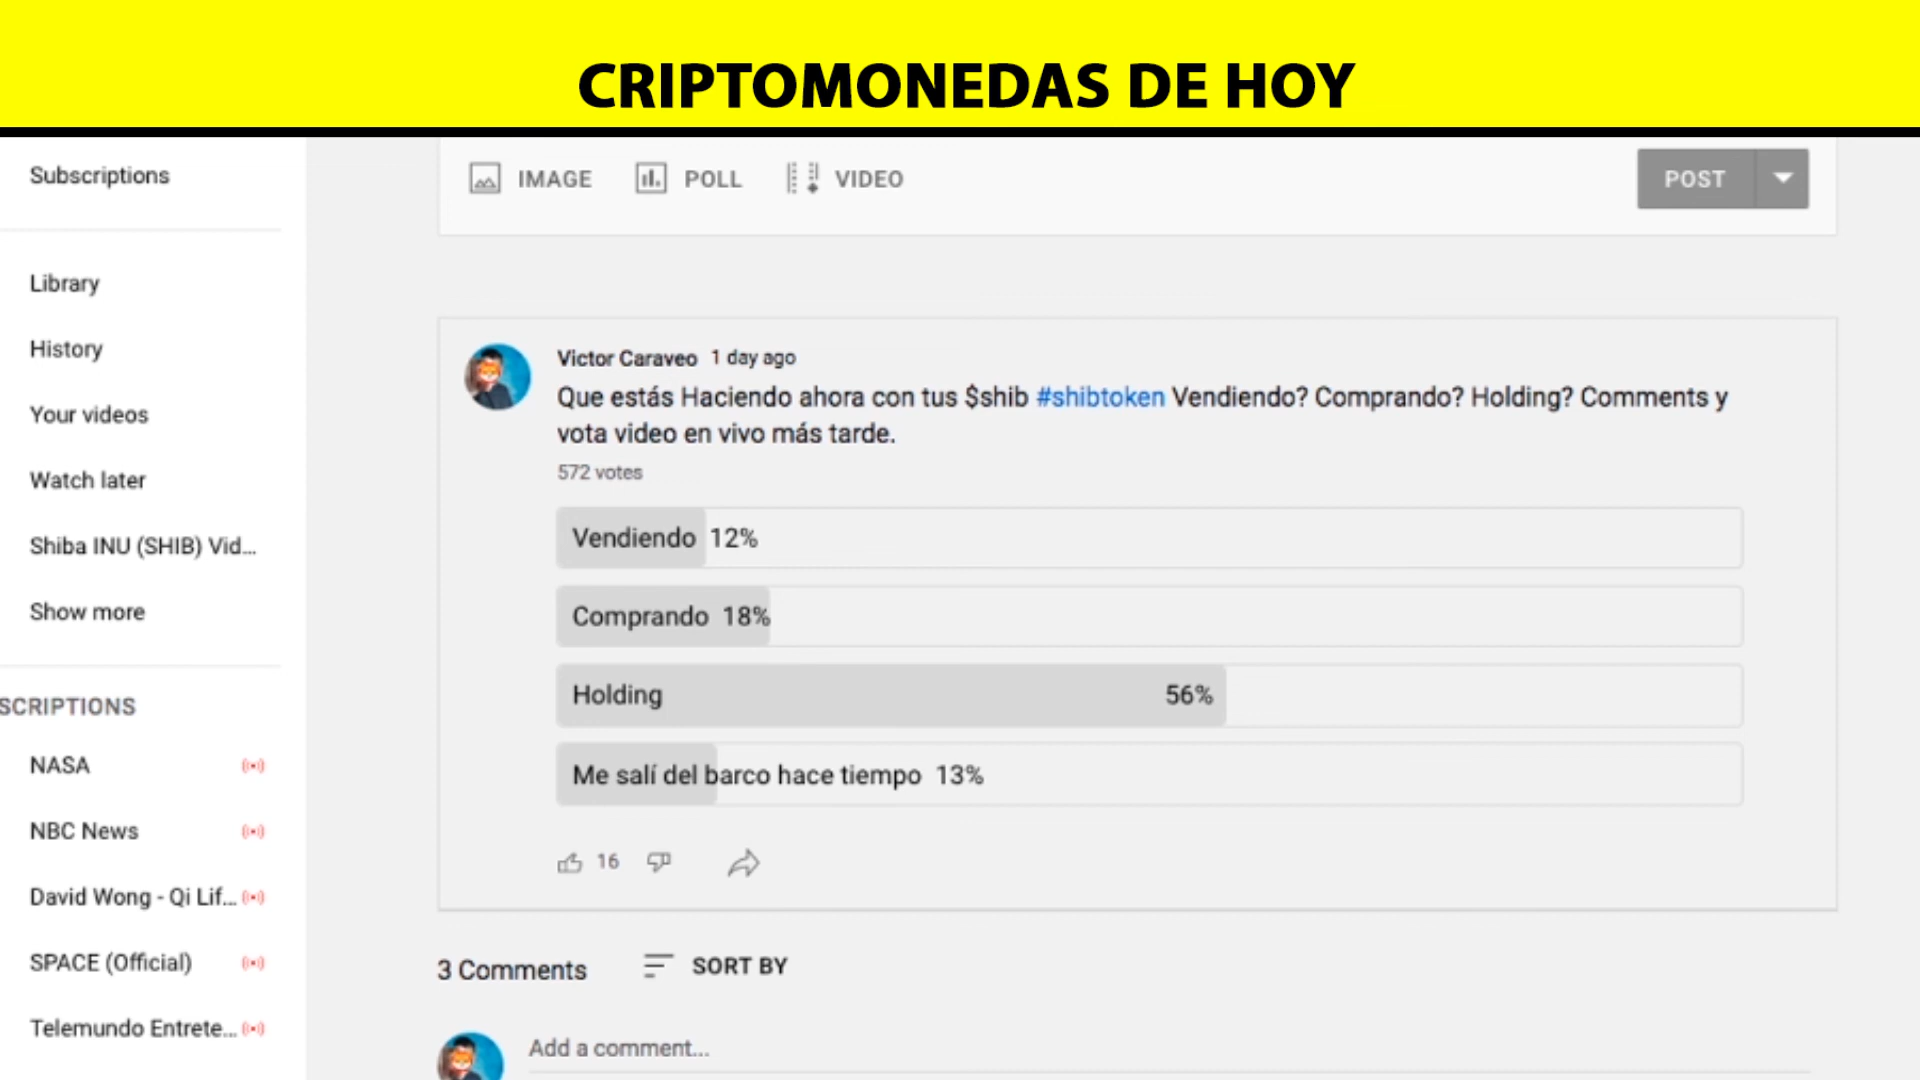 CRIPTOMONEDAS DE HOY
Subscriptions
Library
History
Your videos
Watch later
Shiba INU (SHIB) Vid...
Show more
SCRIPTIONS
NASA
NBC News
David Wong - Qi Lif...
SPACE (Official)
Telemundo Entrete...
IMAGE POLL VIDEO POST
Victor Caraveo 1 day ago
Que estás Haciendo ahora con tus $shib #shibtoken Vendiendo? Comprando? Holding? Comments y
vota video en vivo más tarde.
572 votes
Vendiendo 12%
Comprando 18%
Holding 56%
Me salí del barco hace tiempo 13%
16
3 Comments SORT BY
Add a comment...